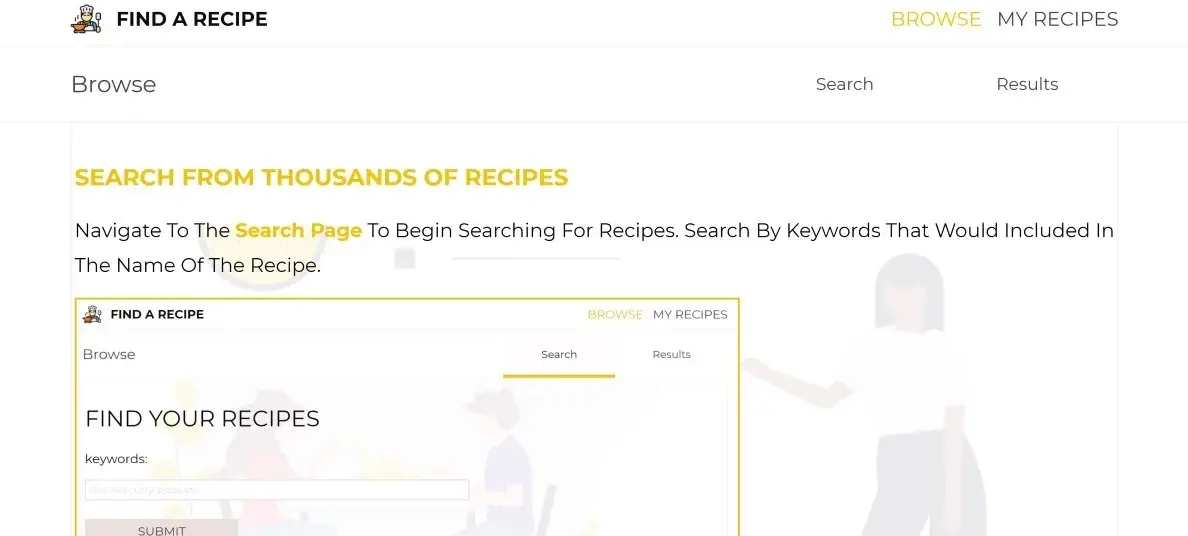 FIND A RECIPE
BROWSE MY RECIPES
Browse
Search Results
SEARCH FROM THOUSANDS OF RECIPES
Navigate To The Search Page To Begin Searching For Recipes. Search By Keywords That Would Included In
The Name Of The Recipe.
FIND A RECIPE
BROWSE MY RECIPES
Browse
Search Results
FIND YOUR RECIPES
keywords:
SUBMIT